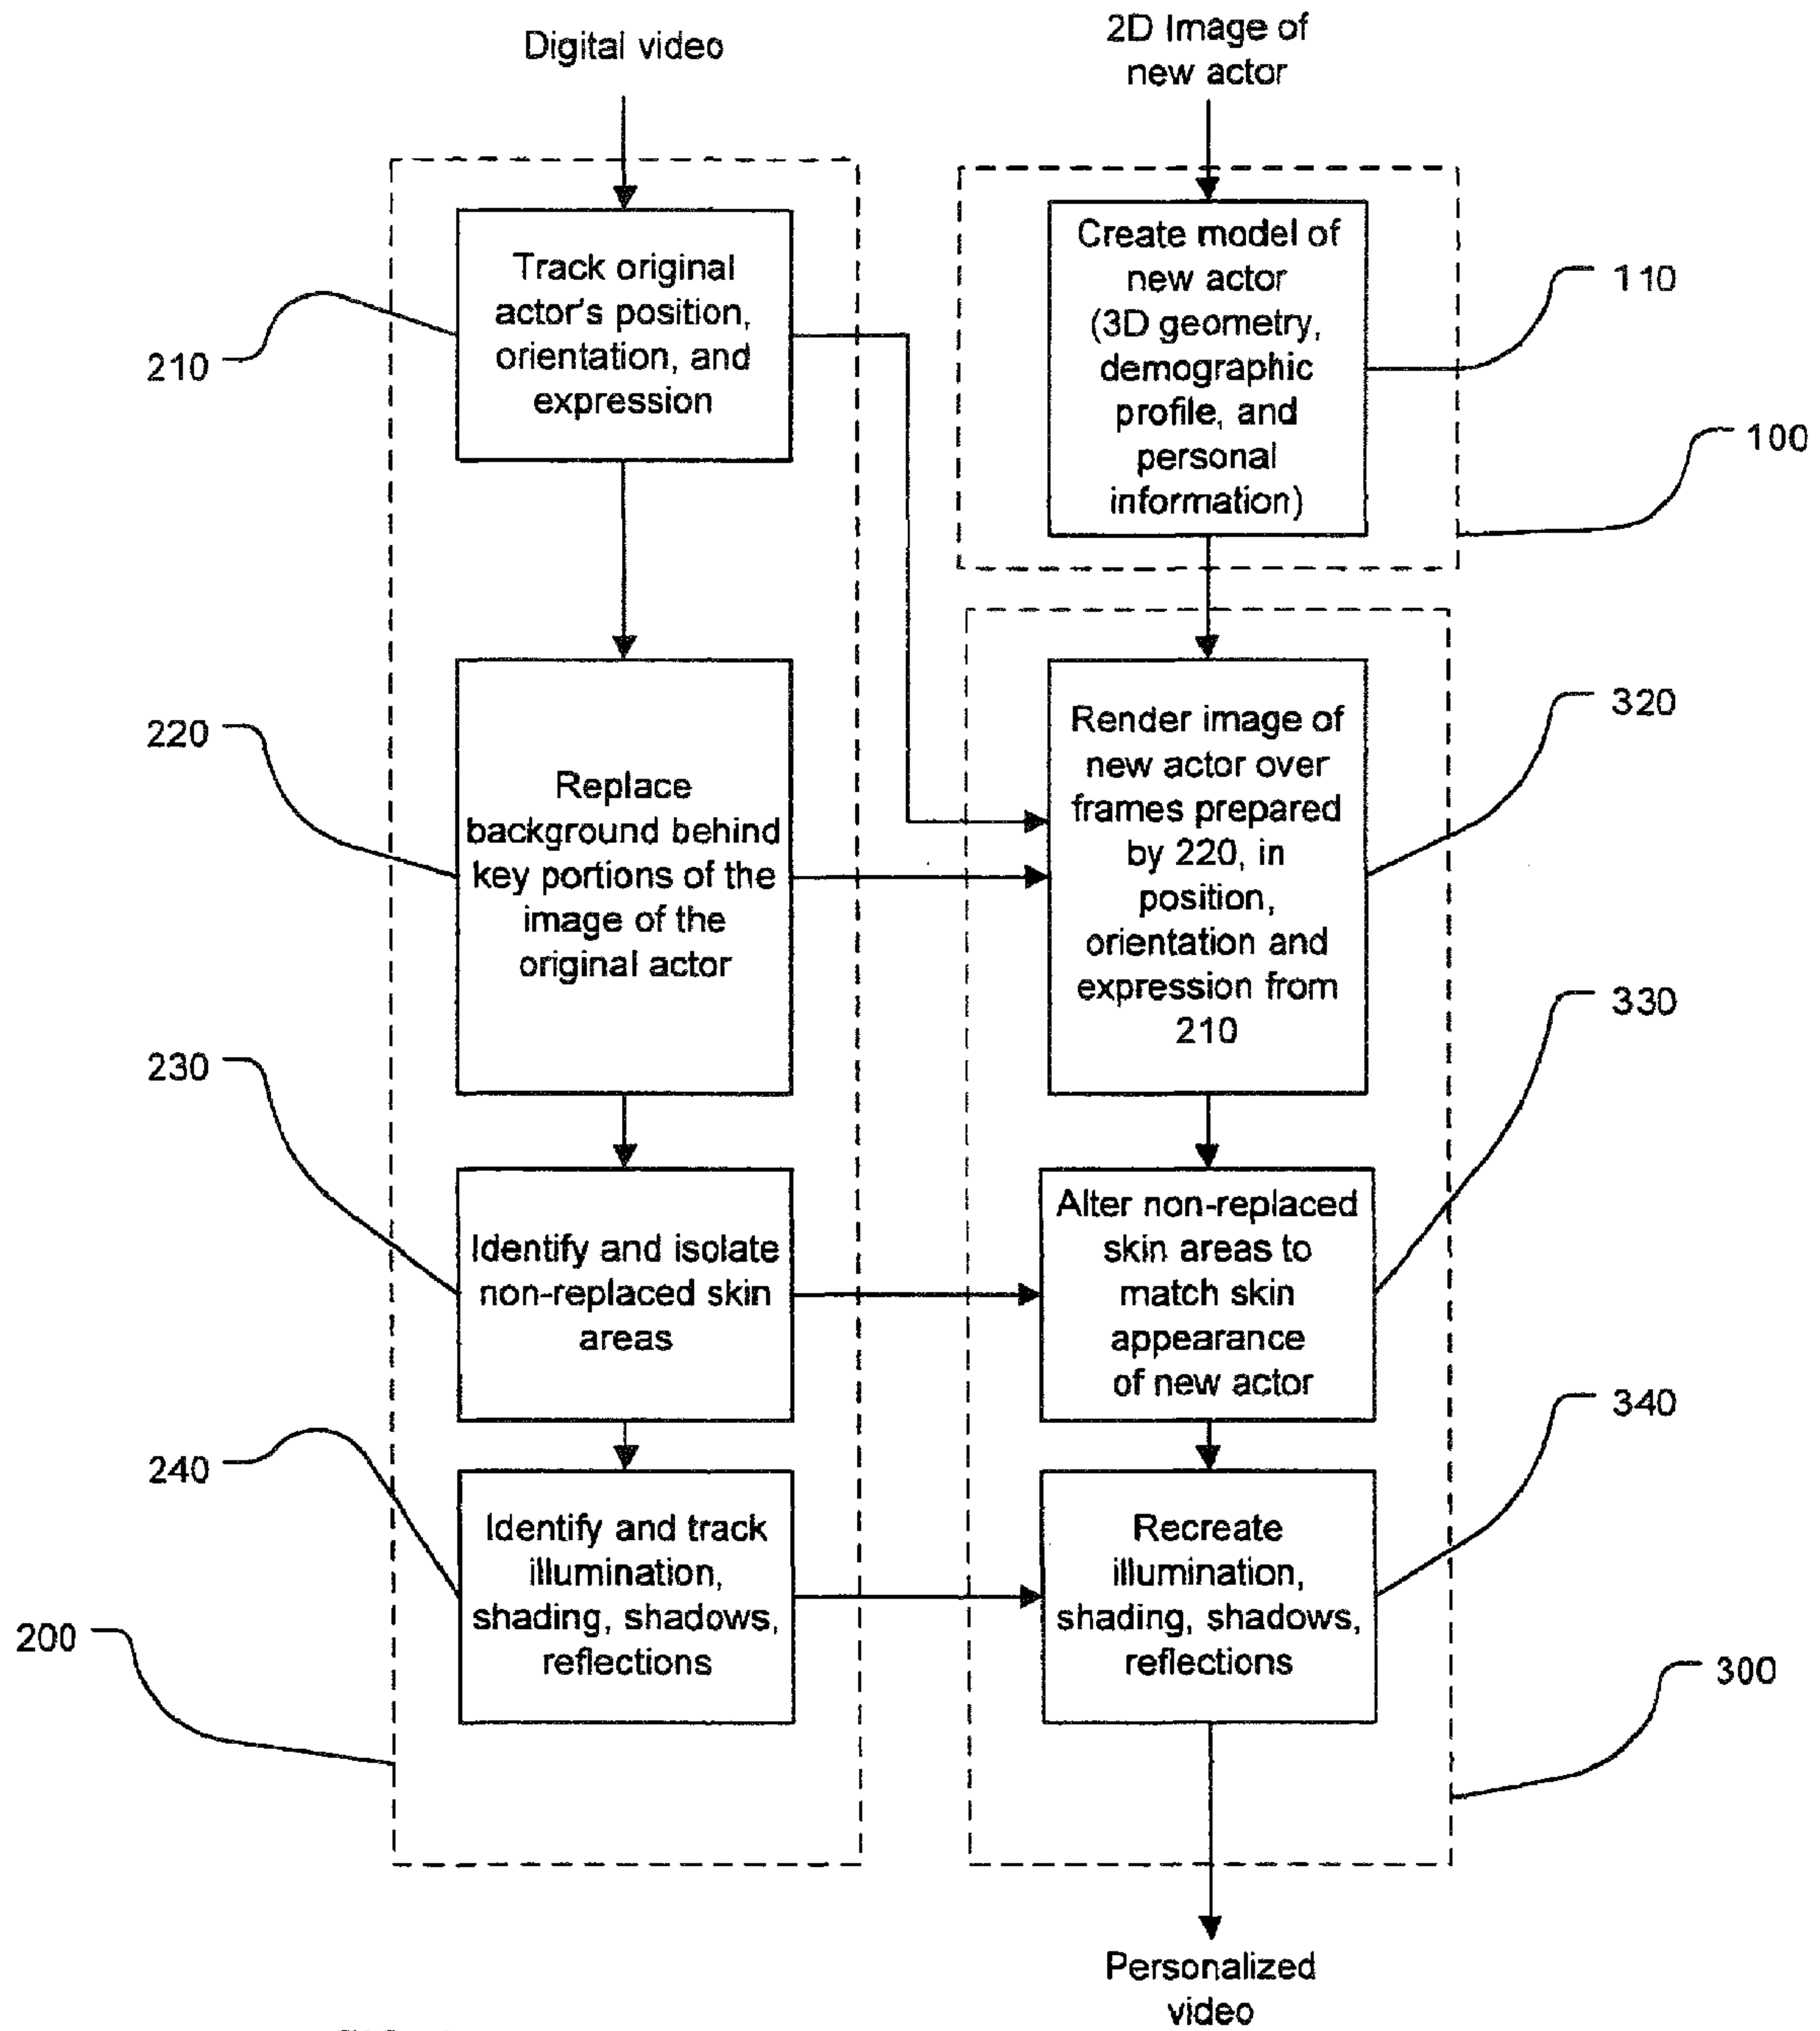 Digital video
2D Image of
new actor
Track original
actor's position,
orientation, and
expression
210
Create model of
new actor
(3D geometry,
demographic
profile, and
personal
information)
110
100
220
Replace
background behind
key portions of the
image of the
original actor
Render image of
new actor over
frames prepared
by 220, in
position,
orientation and
expression from
210
320
230
Identify and isolate
non-replaced skin
areas
Alter non-replaced
skin areas to
match skin
appearance
of new actor
330
240
Identify and track
illumination,
shading, shadows,
reflections
Recreate
illumination,
shading, shadows,
reflections
340
200
300
Personalized
video